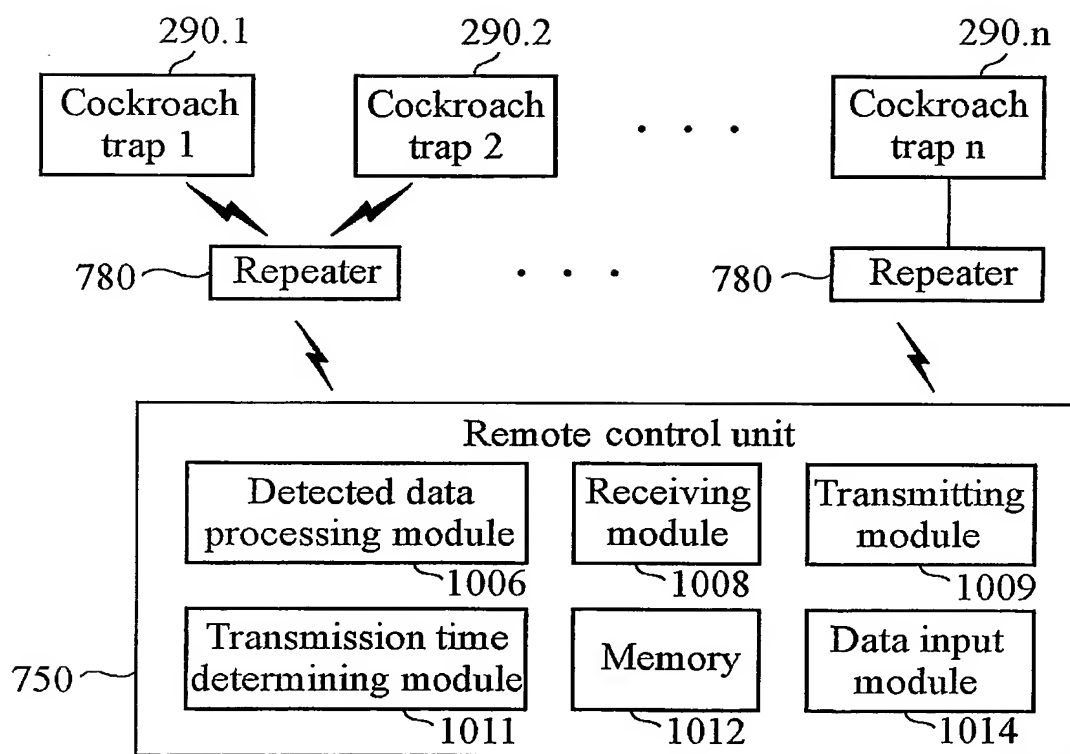 290.1
290.2
290.n
Cockroach
trap 1
Cockroach
trap 2
. . .
Cockroach
trap n
780
Repeater
. . .
780
Repeater
Remote control unit
Detected data
processing module
1006
Receiving
module
1008
Transmitting
module
1009
750
Transmission time
determining module
1011
Memory
1012
Data input
module
1014